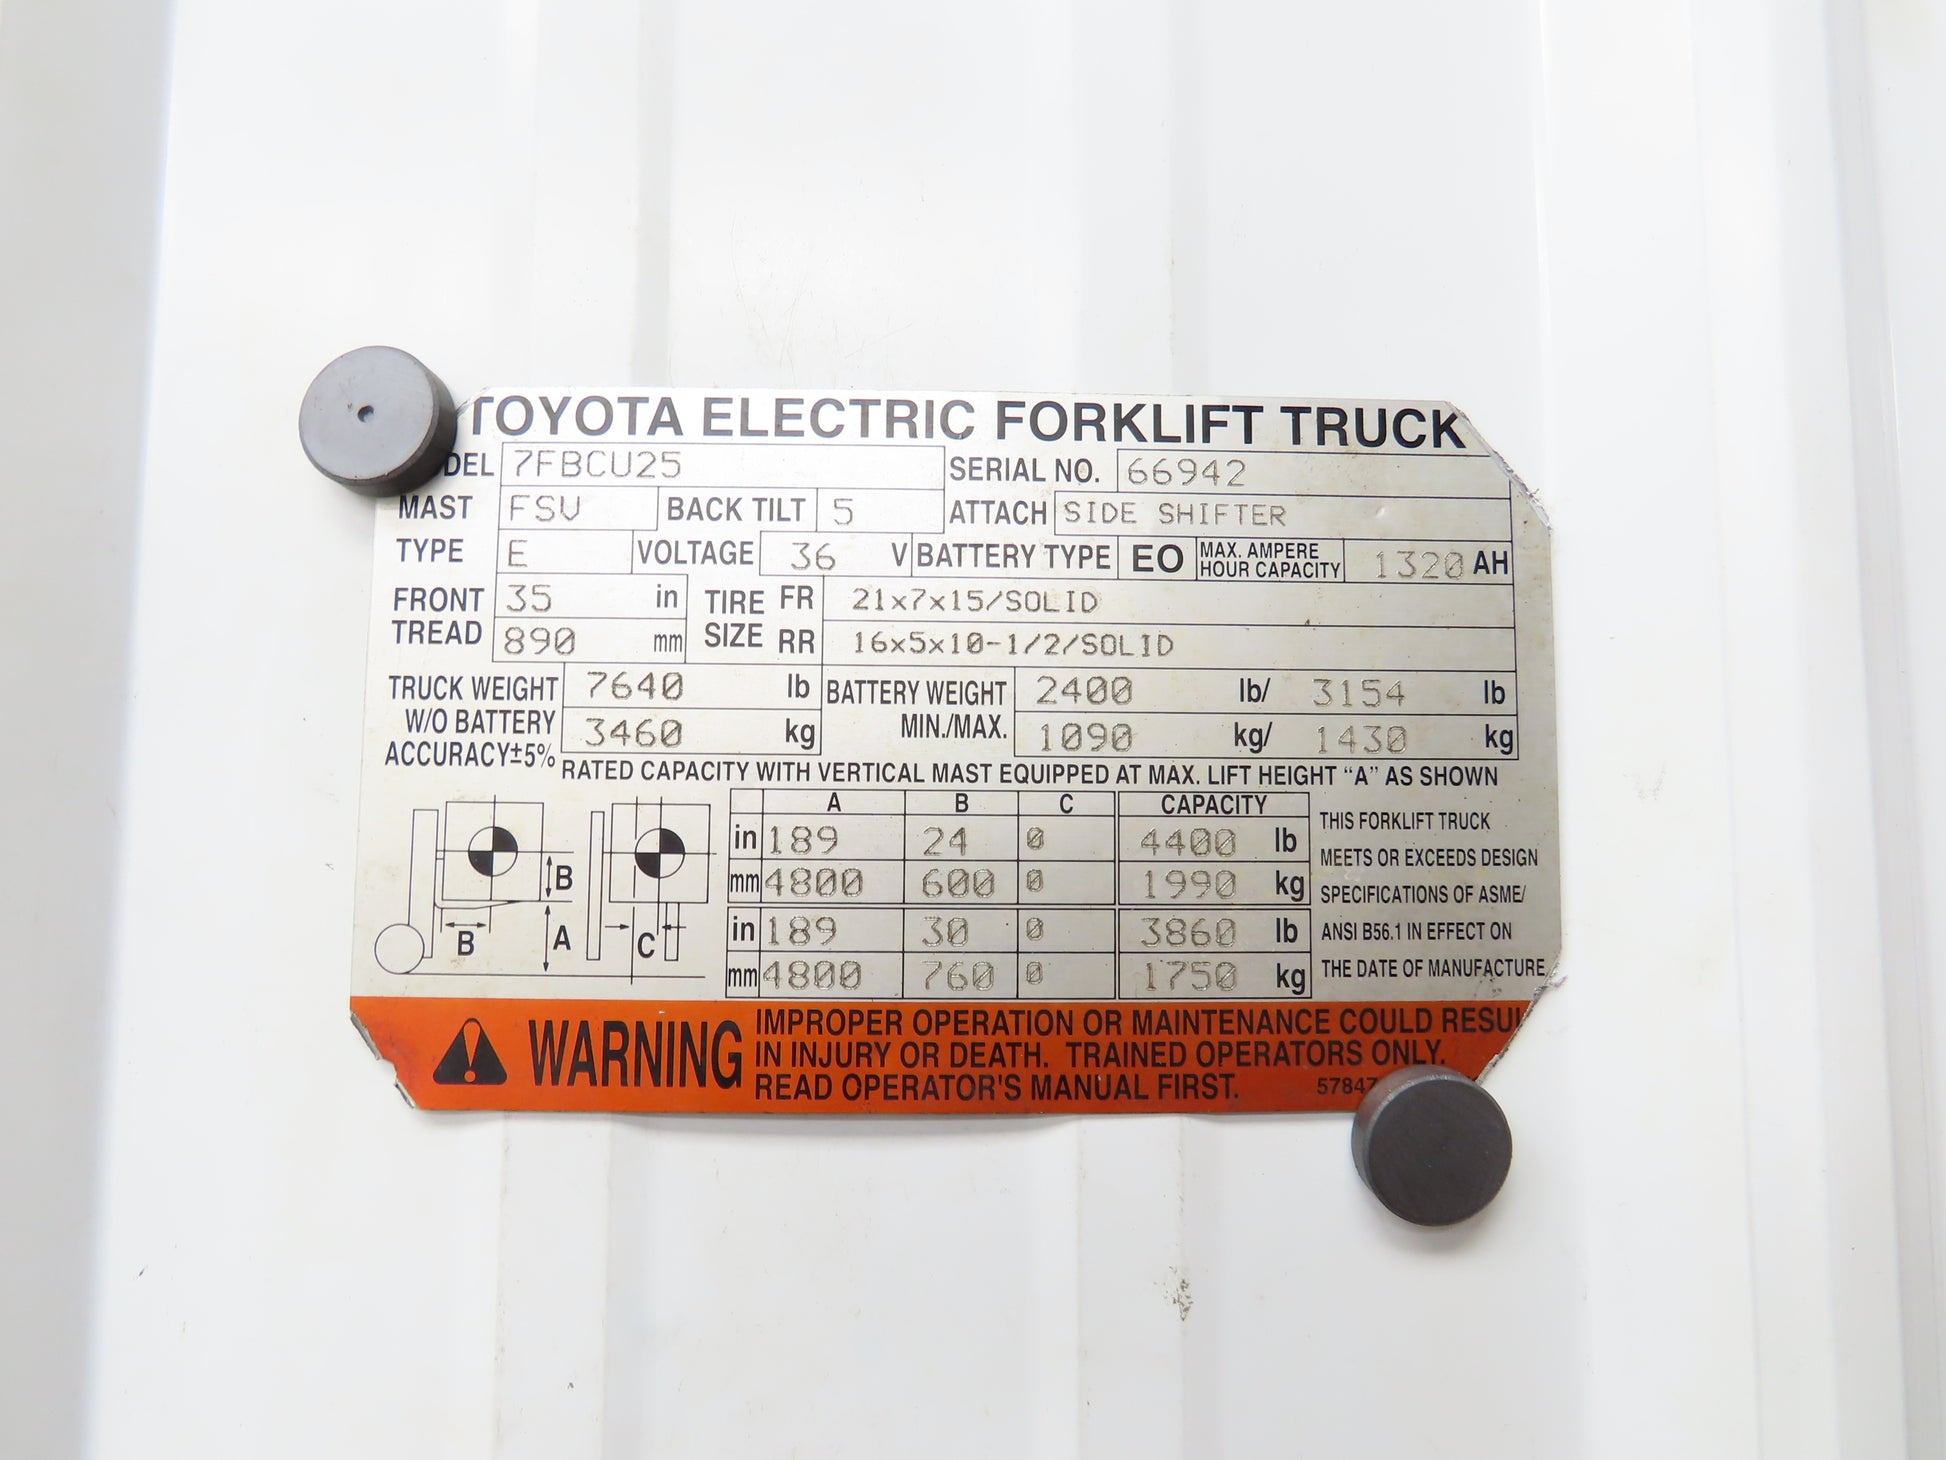 TOYOTA ELECTRIC FORKLIFT TRUCK
DEL 7FBCU25 SERIAL NO. 66942
MAST FSV BACK TILT 5 ATTACH SIDE SHIFTER
TYPE E VOLTAGE 36 V BATTERY TYPE EO MAX. AMPERE HOUR CAPACITY 1320 AH
FRONT TREAD 35 in TIRE SIZE FR 21x7x15/SOLID
890 mm RR 16x5x10-1/2/SOLID
TRUCK WEIGHT 7640 lb BATTERY WEIGHT 2400 lb/ 3154 lb
W/O BATTERY 3460 kg MIN./MAX. 1090 kg/ 1430 kg
ACCURACY±5%
RATED CAPACITY WITH VERTICAL MAST EQUIPPED AT MAX. LIFT HEIGHT "A" AS SHOWN
A B C CAPACITY
in 189 24 0 4400 lb
mm 4800 600 0 1990 kg
in 189 30 0 3860 lb
mm 4800 760 0 1750 kg
B
B A C
THIS FORKLIFT TRUCK
MEETS OR EXCEEDS DESIGN
SPECIFICATIONS OF ASME/
ANSI B56.1 IN EFFECT ON
THE DATE OF MANUFACTURE
WARNING
IMPROPER OPERATION OR MAINTENANCE COULD RESUL
IN INJURY OR DEATH. TRAINED OPERATORS ONLY.
READ OPERATOR'S MANUAL FIRST. 57847